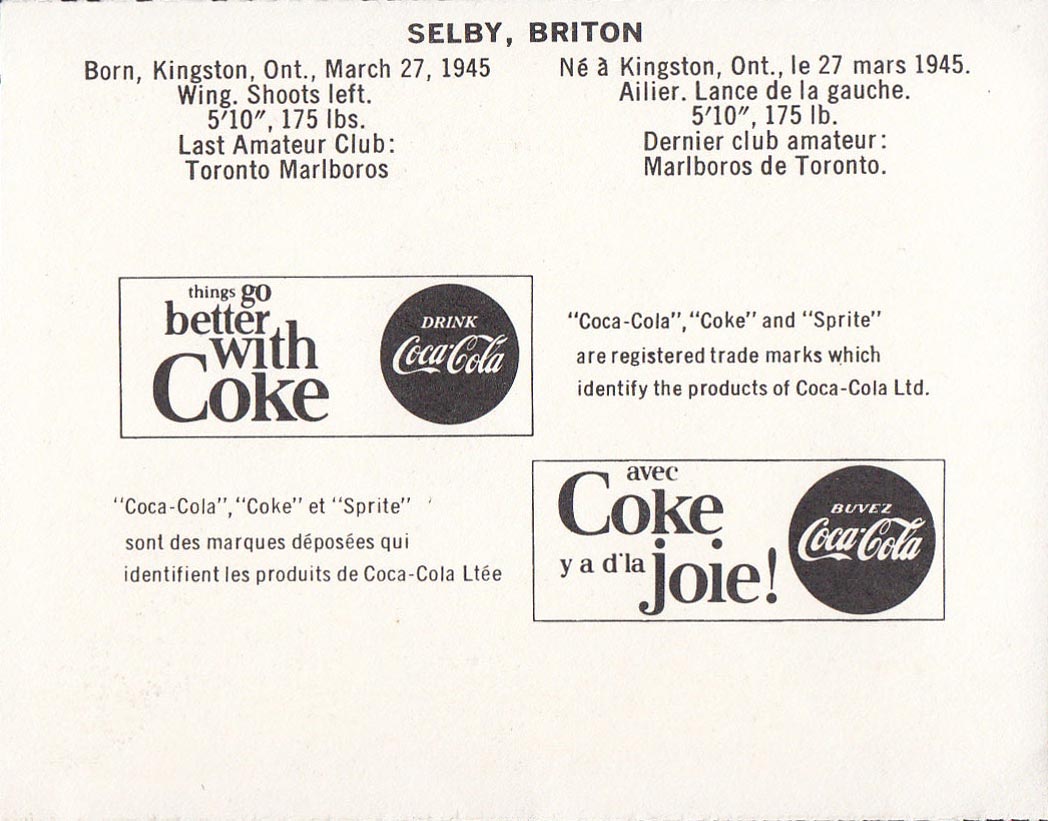 SELBY, BRITON
Born, Kingston, Ont., March 27, 1945
Wing. Shoots left.
5′10″, 175 lbs.
Last Amateur Club:
Toronto Marlboros
Né à Kingston, Ont., le 27 mars 1945.
Ailier. Lance de la gauche.
5′10″, 175 lb.
Dernier club amateur:
Marlboros de Toronto.
things go
better
with
Coke
DRINK
Coca-Cola
"Coca-Cola", "Coke" and "Sprite"
are registered trade marks which
identify the products of Coca-Cola Ltd.
"Coca-Cola", "Coke" et "Sprite"
sont des marques déposées qui
identifient les produits de Coca-Cola Ltée
avec
Coke
y a d'la joie!
BUVEZ
Coca-Cola